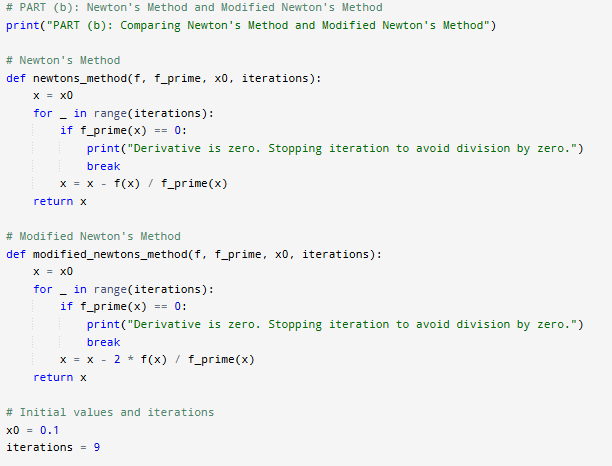 # PART (b): Newton's Method and Modified Newton's Method
print("PART (b): Comparing Newton's Method and Modified Newton's Method")

# Newton's Method
def newtons_method(f, f_prime, x0, iterations):
    x = x0
    for _ in range(iterations):
        if f_prime(x) == 0:
            print("Derivative is zero. Stopping iteration to avoid division by zero.")
            break
        x = x - f(x) / f_prime(x)
    return x

# Modified Newton's Method
def modified_newtons_method(f, f_prime, x0, iterations):
    x = x0
    for _ in range(iterations):
        if f_prime(x) == 0:
            print("Derivative is zero. Stopping iteration to avoid division by zero.")
            break
        x = x - 2 * f(x) / f_prime(x)
    return x

# Initial values and iterations
x0 = 0.1
iterations = 9